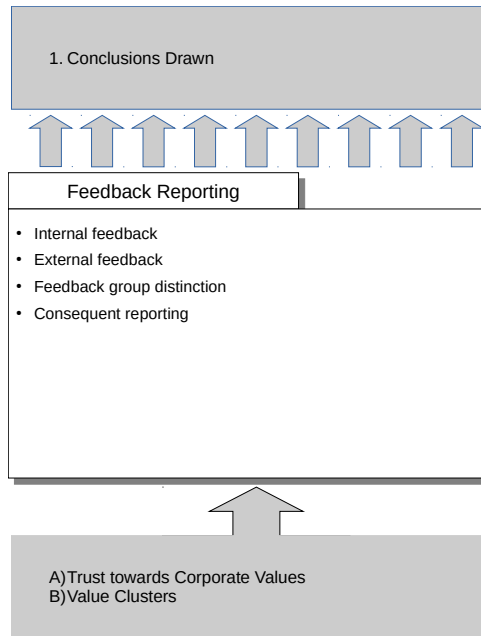 1. Conclusions Drawn
Feedback Reporting
• Internal feedback
• External feedback
• Feedback group distinction
• Consequent reporting
A)Trust towards Corporate Values
B)Value Clusters